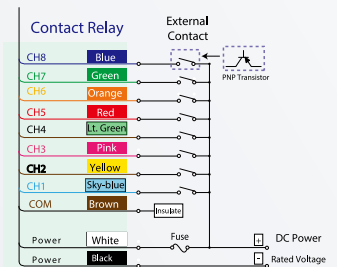 Contact Relay
External
Contact
PNP Transistor
CH8 Blue
CH7 Green
CH6 Orange
CH5 Red
CH4 Lt. Green
CH3 Pink
CH2 Yellow
CH1 Sky-blue
COM Brown
Insulate
Power White Fuse + DC Power
Power Black - Rated Voltage